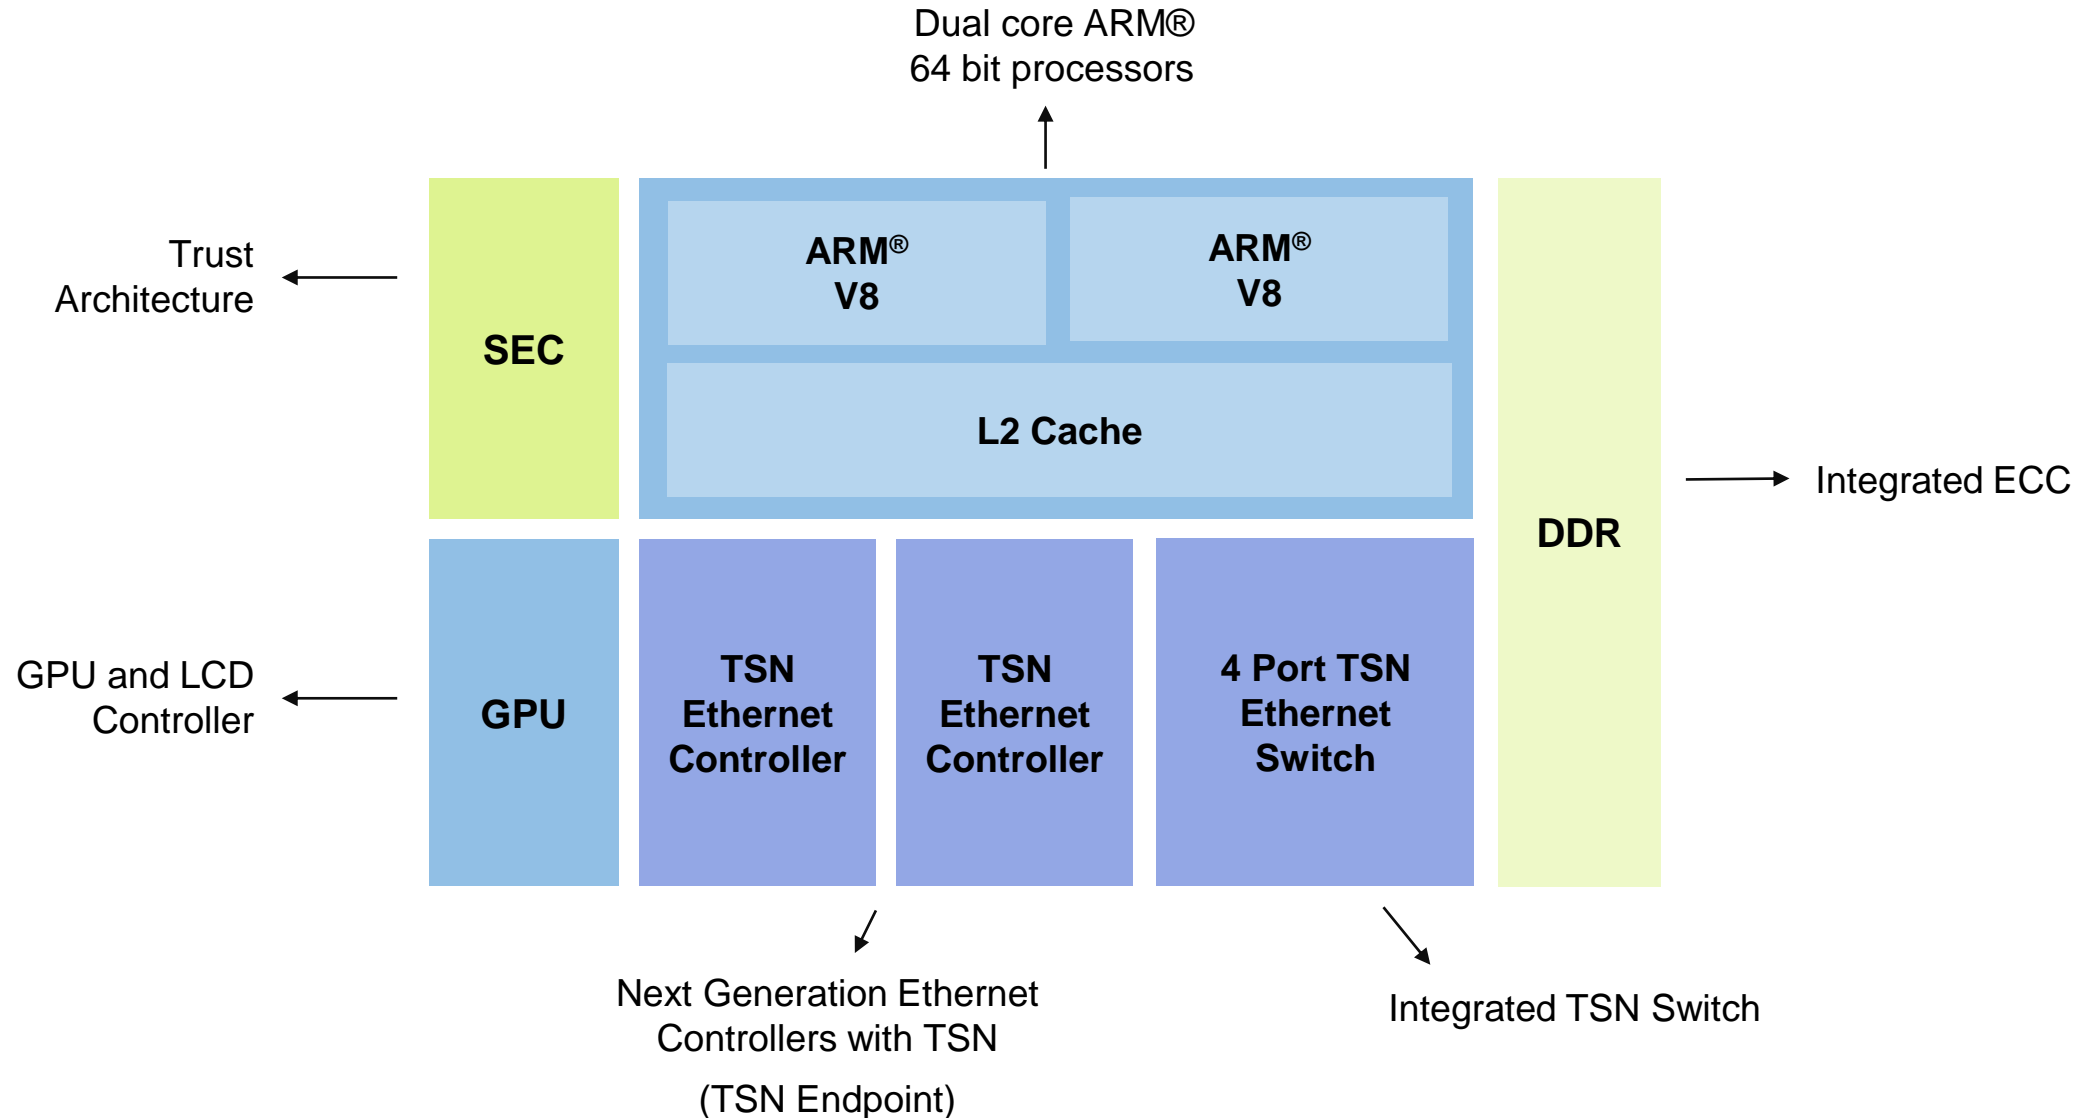 Dual core ARM®
64 bit processors
Trust
Architecture
SEC
ARM®
V8
ARM®
V8
L2 Cache
DDR
Integrated ECC
GPU and LCD
Controller
GPU
TSN
Ethernet
Controller
TSN
Ethernet
Controller
4 Port TSN
Ethernet
Switch
Next Generation Ethernet
Controllers with TSN
(TSN Endpoint)
Integrated TSN Switch